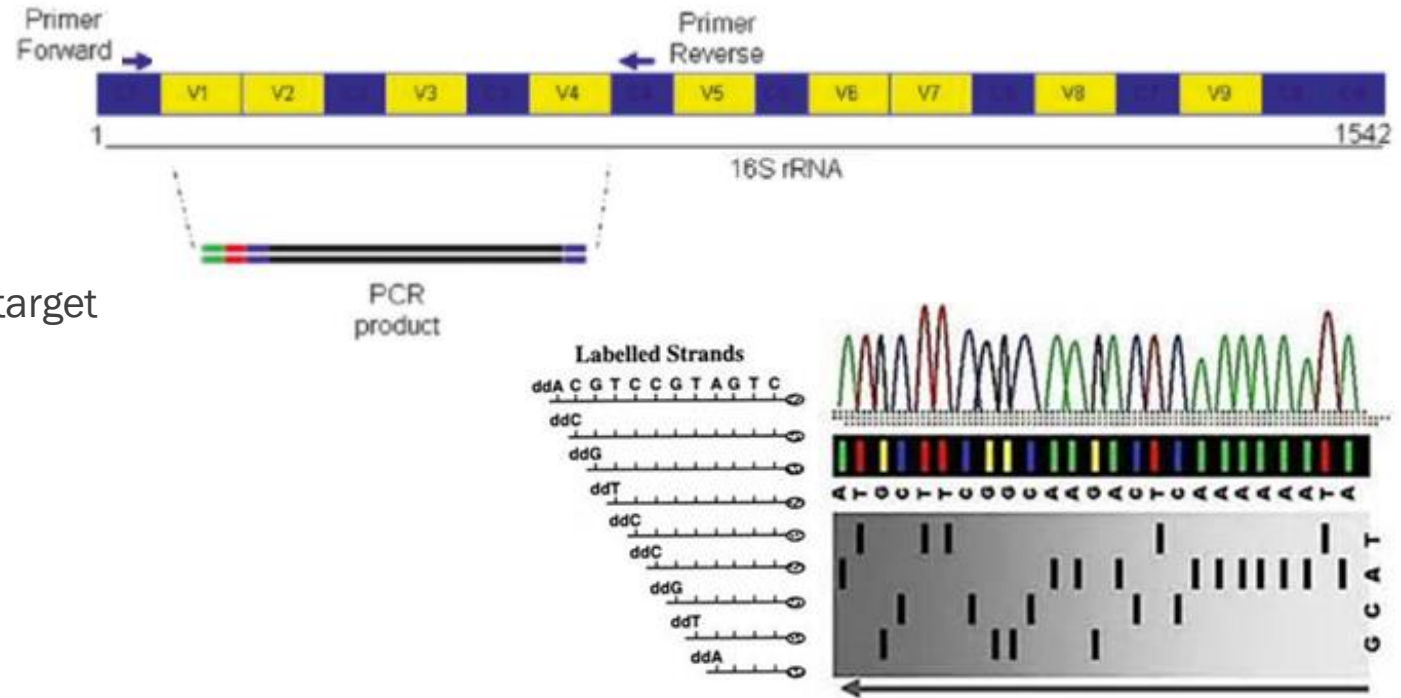 Primer
Forward
Primer
Reverse
V1 V2 V3 V4 V5 V6 V7 V8 V9
1
1542
16S rRNA
target
PCR
product
Labelled Strands
ddA C G T C C G T A G T C
ddC
ddG
ddT
ddC
ddC
ddG
ddT
ddA
A T G C T T C G G C A A G A C T C A A A A A A T A
T
A
C
G